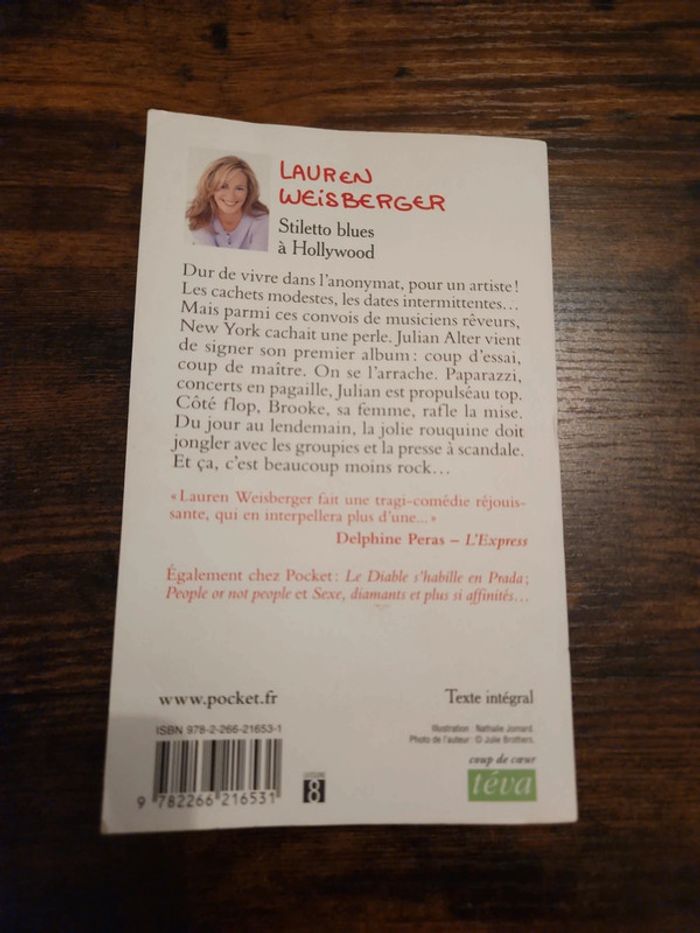 LAUREN
WEISBERGER
Stiletto blues
à Hollywood
Dur de vivre dans l'anonymat, pour un artiste !
Les cachets modestes, les dates intermittentes…
Mais parmi ces convois de musiciens rêveurs,
New York cachait une perle. Julian Alter vient
de signer son premier album : coup d'essai,
coup de maître. On se l'arrache. Paparazzi,
concerts en pagaille, Julian est propulséau top.
Côté flop, Brooke, sa femme, rafle la mise.
Du jour au lendemain, la jolie rouquine doit
jongler avec les groupies et la presse à scandale.
Et ça, c'est beaucoup moins rock…
« Lauren Weisberger fait une tragi-comédie réjouis-
sante, qui en interpellera plus d'une... »
Delphine Peras – L'Express
Également chez Pocket : Le Diable s'habille en Prada ;
People or not people et Sexe, diamants et plus si affinités…
www.pocket.fr
Texte intégral
ISBN 978-2-266-21653-1
Illustration : Nathalie Jomard.
Photo de l'auteur : © Julie Brothers.
9 782266 216531
8
coup de cœur
téva